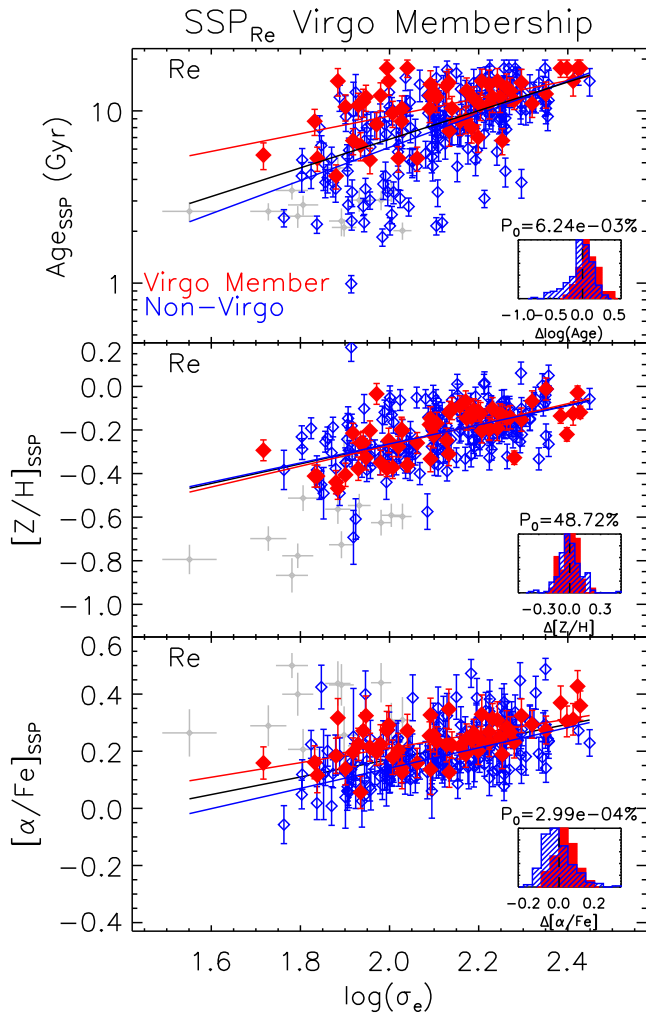 SSP_Re Virgo Membership
Re
10
1
Age_SSP (Gyr)
Virgo Member
Non-Virgo
P_0=6.24e-03%
-1.0 -0.5 0.0 0.5
Δlog(Age)
Re
0.2
0.0
-0.2
-0.4
-0.6
-0.8
-1.0
[Z/H]_SSP
P_0=48.72%
-0.3 0.0 0.3
Δ[Z/H]
Re
0.6
0.4
0.2
0.0
-0.2
-0.4
[α/Fe]_SSP
P_0=2.99e-04%
-0.2 0.0 0.2
Δ[α/Fe]
1.6 1.8 2.0 2.2 2.4
log(σ_e)